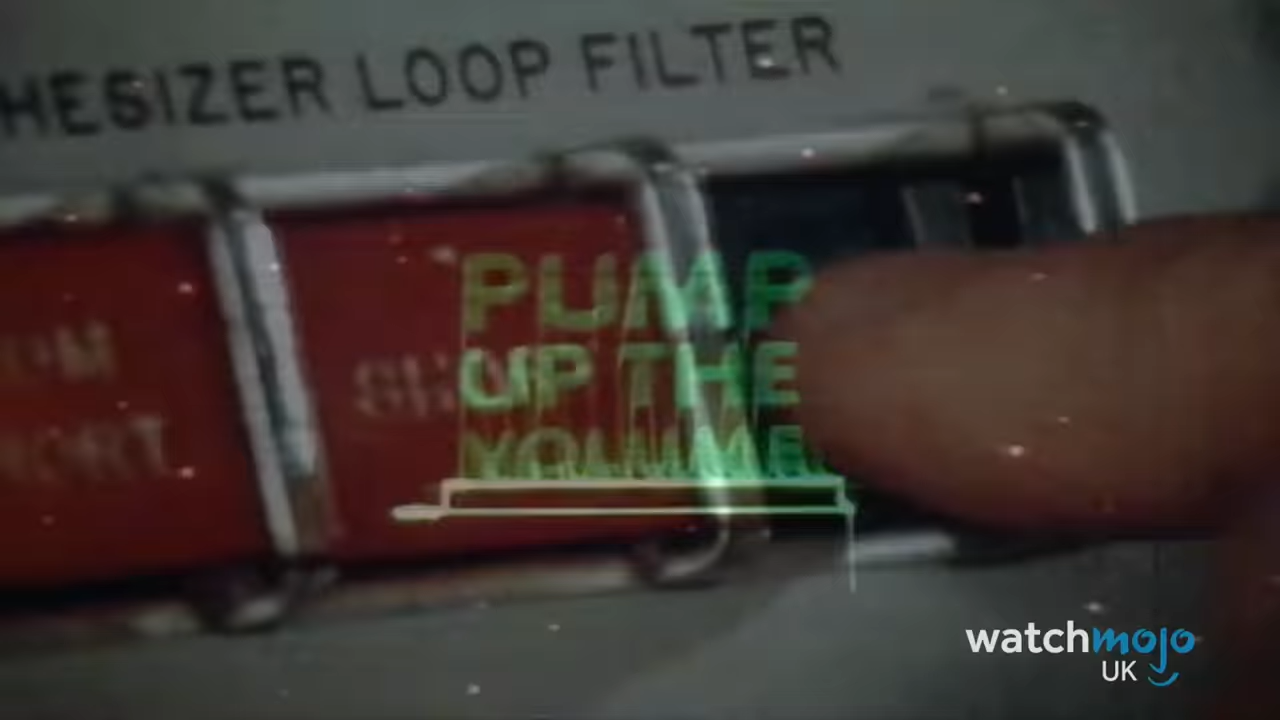 HESIZER LOOP FILTER
PUMP
UP THE
VOLUME
watchmojo
UK